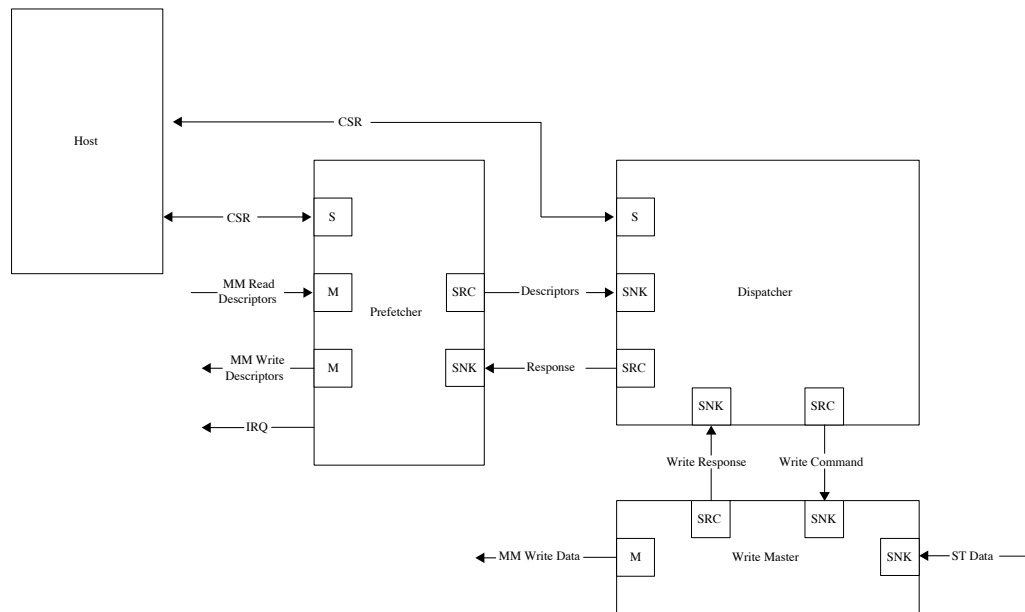 CSR
Host
CSR
S
S
MM Read
Descriptors
M
SRC
Descriptors
SNK
Dispatcher
Prefetcher
MM Write
Descriptors
M
SNK
Response
SRC
SNK
SRC
IRQ
Write Response
Write Command
SRC
SNK
MM Write Data
M
Write Master
SNK
ST Data